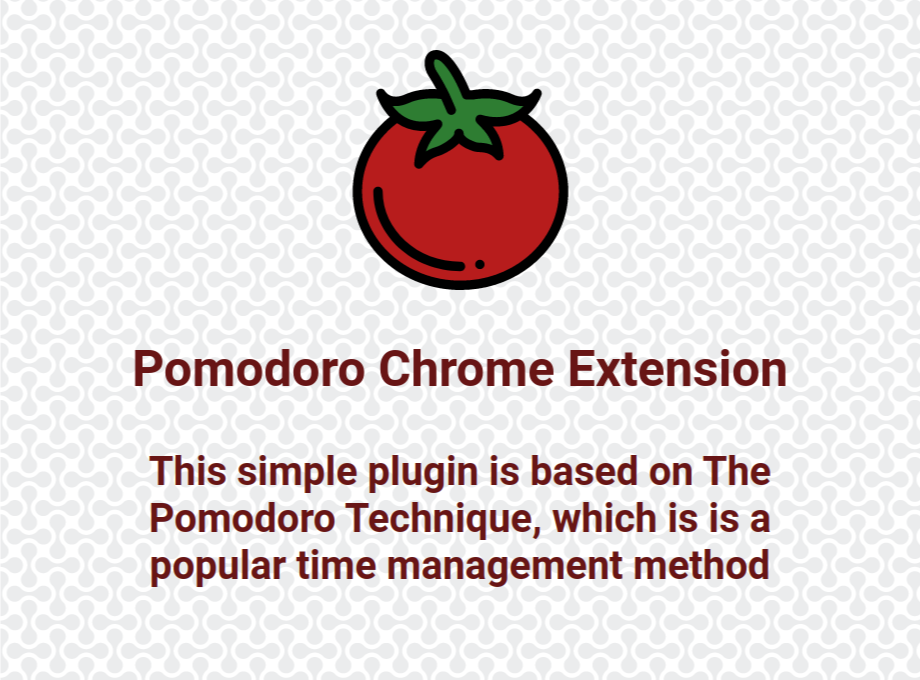 Pomodoro Chrome Extension
This simple plugin is based on The
Pomodoro Technique, which is is a
popular time management method